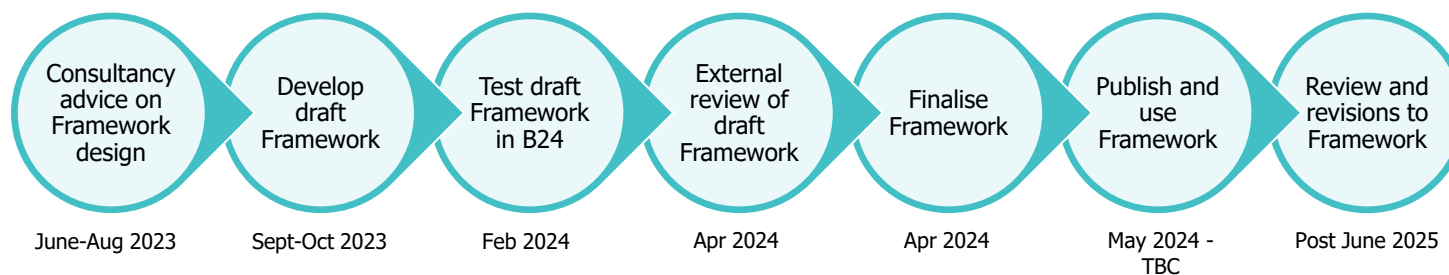 Consultancy
advice on
Framework
design
Develop
draft
Framework
Test draft
Framework
in B24
External
review of
draft
Framework
Finalise
Framework
Publish and
use
Framework
Review and
revisions to
Framework
June-Aug 2023
Sept-Oct 2023
Feb 2024
Apr 2024
Apr 2024
May 2024 -
TBC
Post June 2025